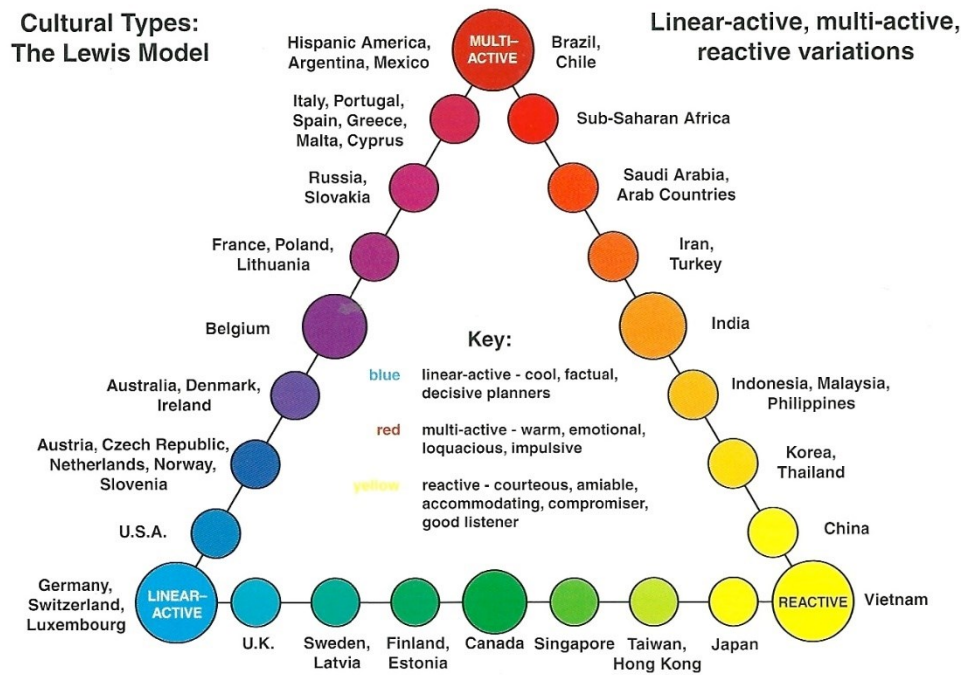 Cultural Types:
The Lewis Model
Linear-active, multi-active,
reactive variations
Hispanic America,
Argentina, Mexico
MULTI–
ACTIVE
Brazil,
Chile
Italy, Portugal,
Spain, Greece,
Malta, Cyprus
Sub-Saharan Africa
Russia,
Slovakia
Saudi Arabia,
Arab Countries
France, Poland,
Lithuania
Iran,
Turkey
Belgium
India
Key:
blue linear-active - cool, factual,
decisive planners
red multi-active - warm, emotional,
loquacious, impulsive
yellow reactive - courteous, amiable,
accommodating, compromiser,
good listener
Australia, Denmark,
Ireland
Indonesia, Malaysia,
Philippines
Austria, Czech Republic,
Netherlands, Norway,
Slovenia
Korea,
Thailand
U.S.A.
China
Germany,
Switzerland,
Luxembourg
LINEAR–
ACTIVE
REACTIVE
Vietnam
U.K.
Sweden,
Latvia
Finland,
Estonia
Canada
Singapore
Taiwan,
Hong Kong
Japan